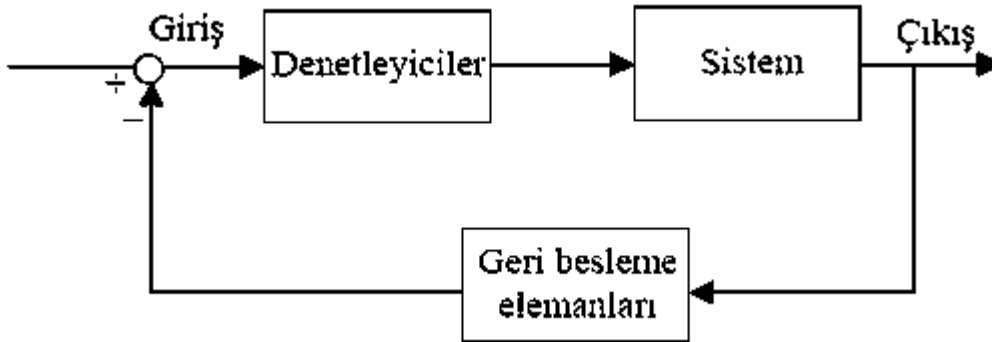 Giriş
Çıkış
Denetleyiciler
Sistem
÷
−
Geri besleme
elemanları